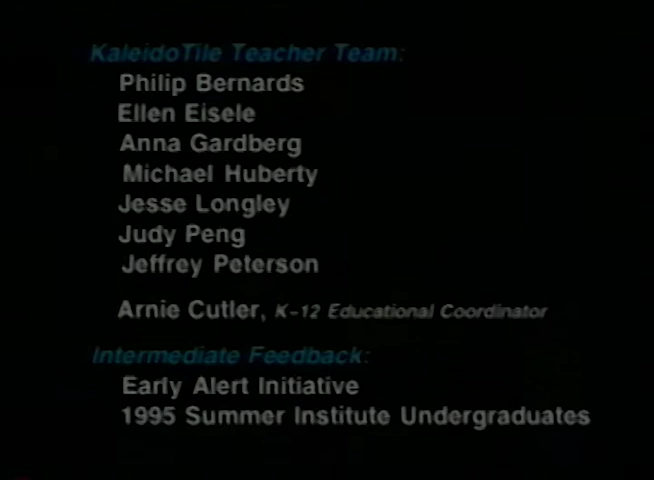 KaleidoTile Teacher Team:
Philip Bernards
Ellen Eisele
Anna Gardberg
Michael Huberty
Jesse Longley
Judy Peng
Jeffrey Peterson
Arnie Cutler, K-12 Educational Coordinator
Intermediate Feedback:
Early Alert Initiative
1995 Summer Institute Undergraduates